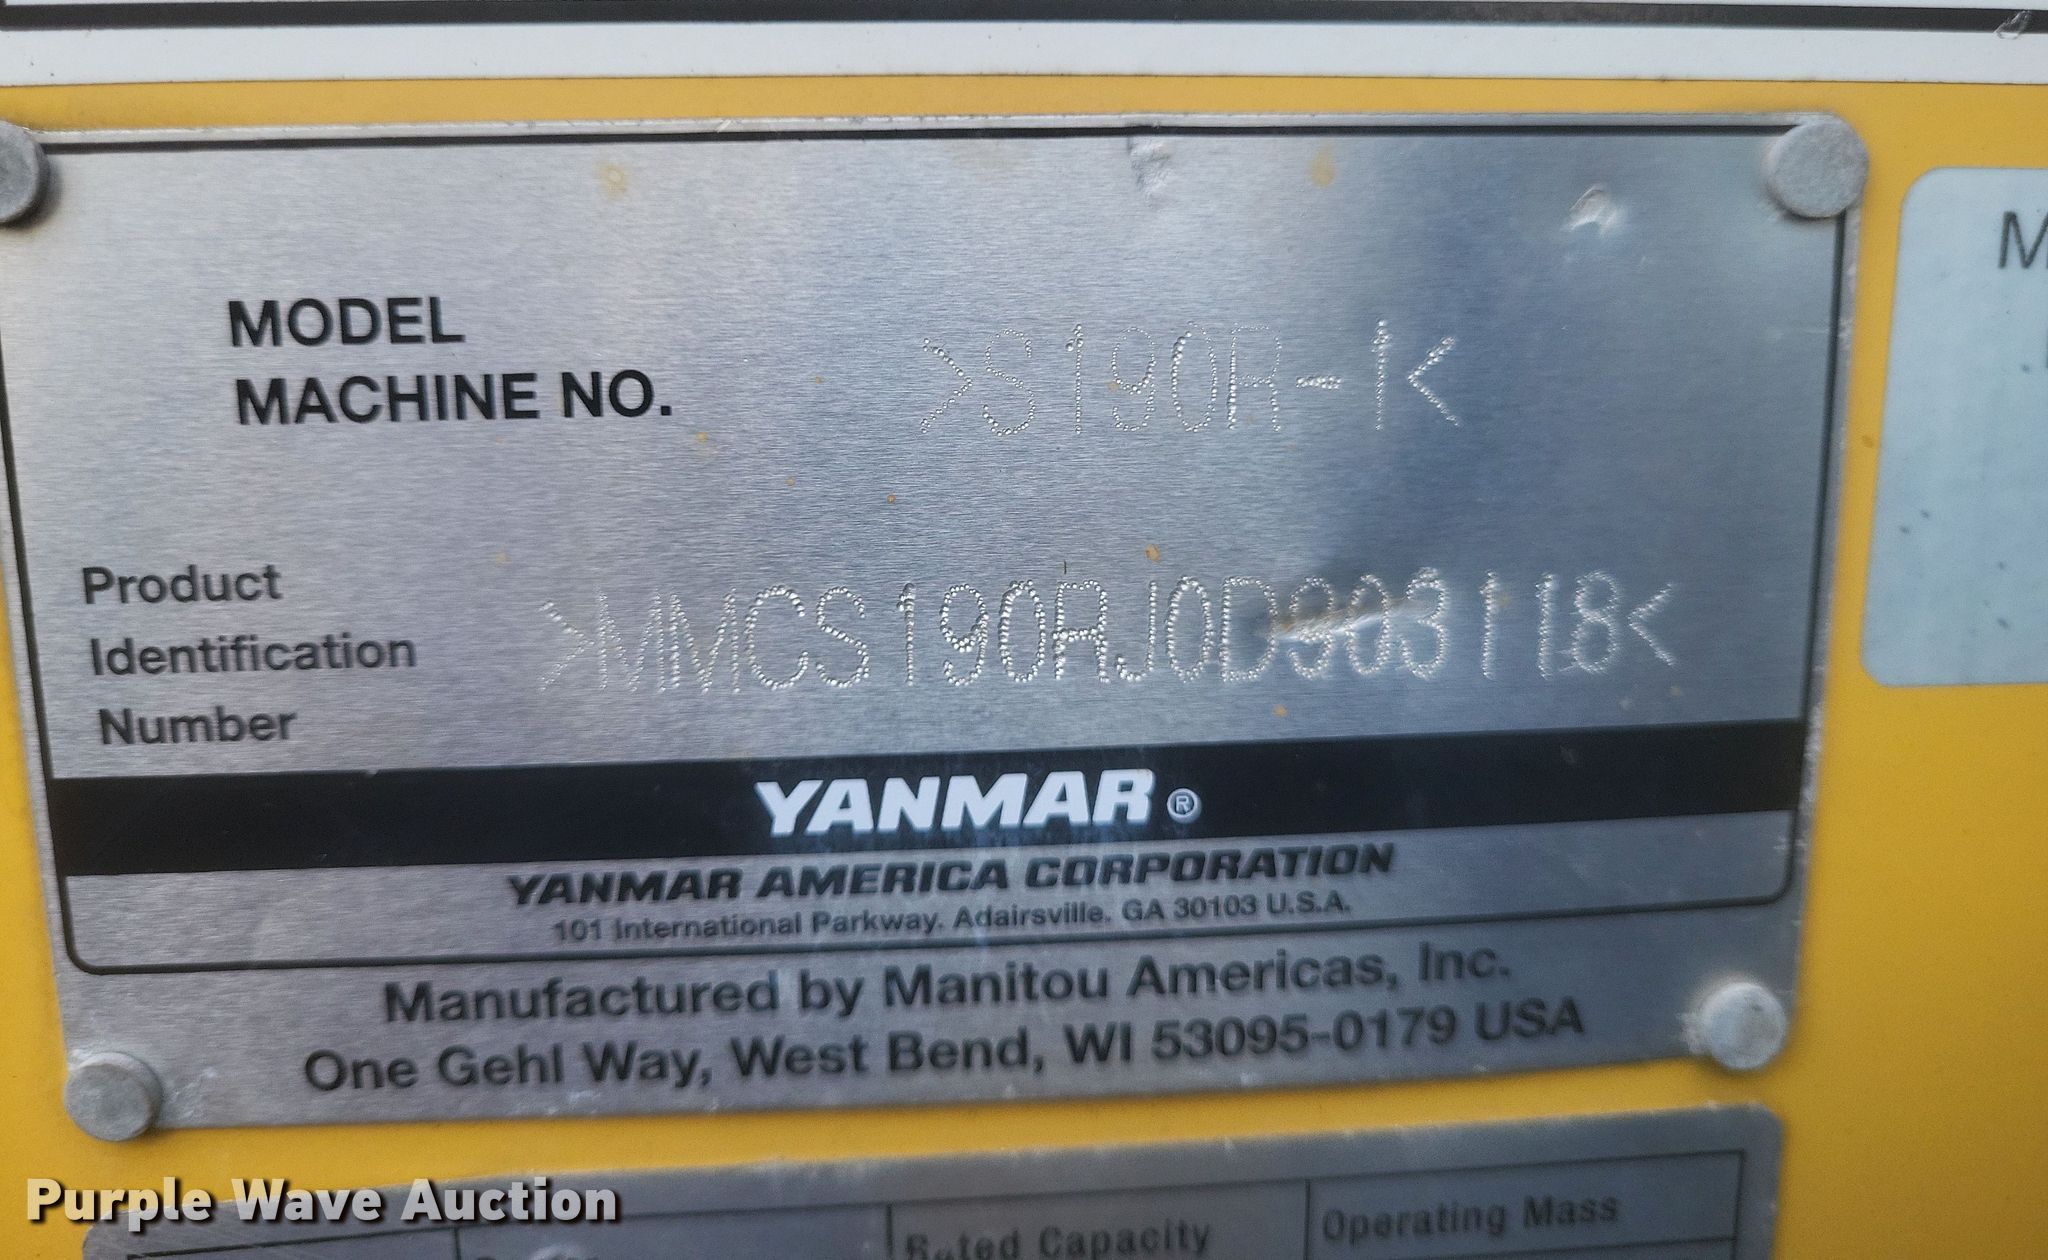 MODEL
MACHINE NO. >S190R-1<
Product
Identification >MMCS190RJ0D903118<
Number
YANMAR®
YANMAR AMERICA CORPORATION
101 International Parkway, Adairsville, GA 30103 U.S.A.
Manufactured by Manitou Americas, Inc.
One Gehl Way, West Bend, WI 53095-0179 USA
Rated Capacity
Operating Mass
Purple Wave Auction